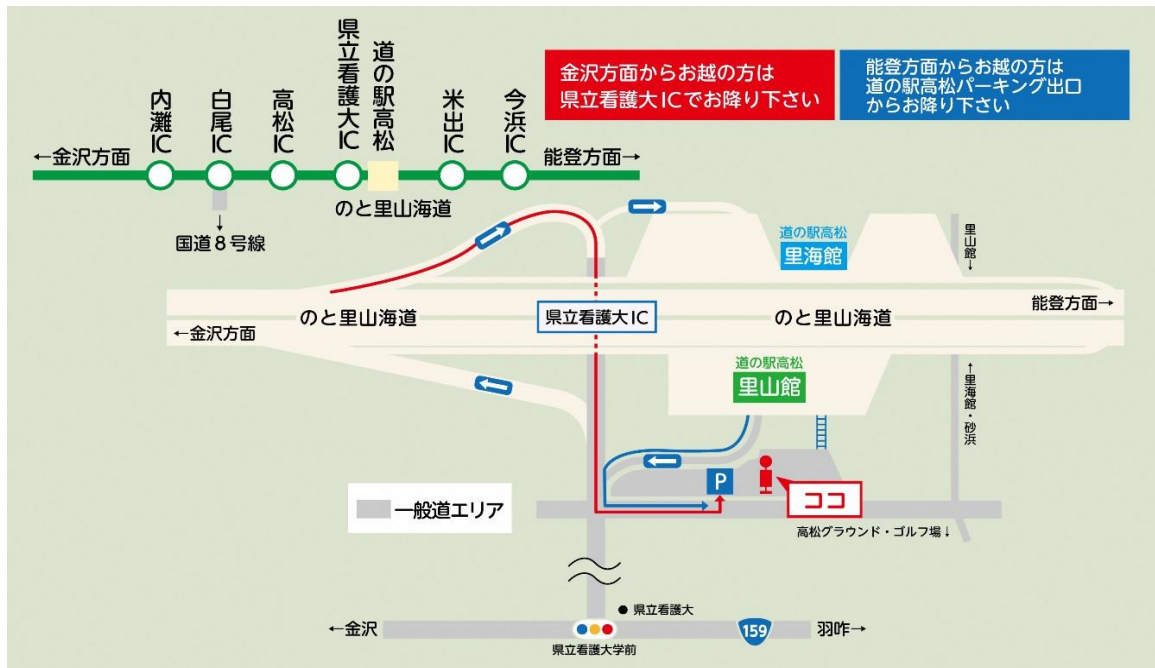 金沢方面からお越の方は
県立看護大ICでお降り下さい
能登方面からお越の方は
道の駅高松パーキング出口
からお降り下さい
←金沢方面
内灘IC
白尾IC
高松IC
県立看護大IC
道の駅高松
米出IC
今浜IC
能登方面→
のと里山海道
国道8号線
道の駅高松
里海館
里山館↓
のと里山海道
県立看護大IC
のと里山海道
能登方面→
←金沢方面
道の駅高松
里山館
←里海館・砂浜
P
ココ
一般道エリア
高松グラウンド・ゴルフ場↓
● 県立看護大
←金沢
159
羽咋→
県立看護大学前